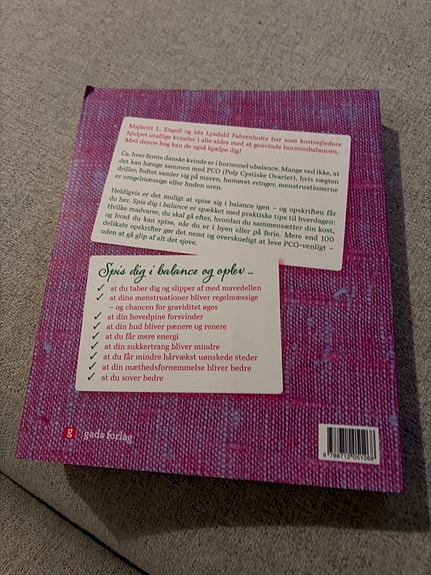 Majbritt L. Engell og Ida Lysdahl Fahrenholtz har som kostvejledere
hjulpet utallige kvinder i alle aldre med at genvinde hormonbalancen.
Med denne bog kan de også hjælpe dig!
Ca. hver femte danske kvinde er i hormonel ubalance. Mange ved ikke, at
det kan hænge sammen med PCO (Poly Cystiske Ovarier), hvis vægten
driller, fedtet samler sig på maven, humøret svinger, menstruationerne
er uregelmæssige eller huden uren.
Heldigvis er det muligt at spise sig i balance igen – og opskriften får
du her. Spis dig i balance er spækket med praktiske tips til hverdagen:
Hvilke madvarer, du skal gå efter, hvordan du sammensætter din kost,
og hvad du kan spise, når du er i byen eller på ferie. Mere end 100
delikate opskrifter gør det nemt og overskueligt at leve PCO-venligt –
uden at gå glip af alt det sjove.
Spis dig i balance og oplev ...
✓ at du taber dig og slipper af med mavedellen
✓ at dine menstruationer bliver regelmæssige
– og chancen for graviditet øges
✓ at din hovedpine forsvinder
✓ at din hud bliver pænere og renere
✓ at du får mere energi
✓ at din sukkertrang bliver mindre
✓ at du får mindre hårvækst uønskede steder
✓ at din mæthedsfornemmelse bliver bedre
✓ at du sover bedre
g gads forlag